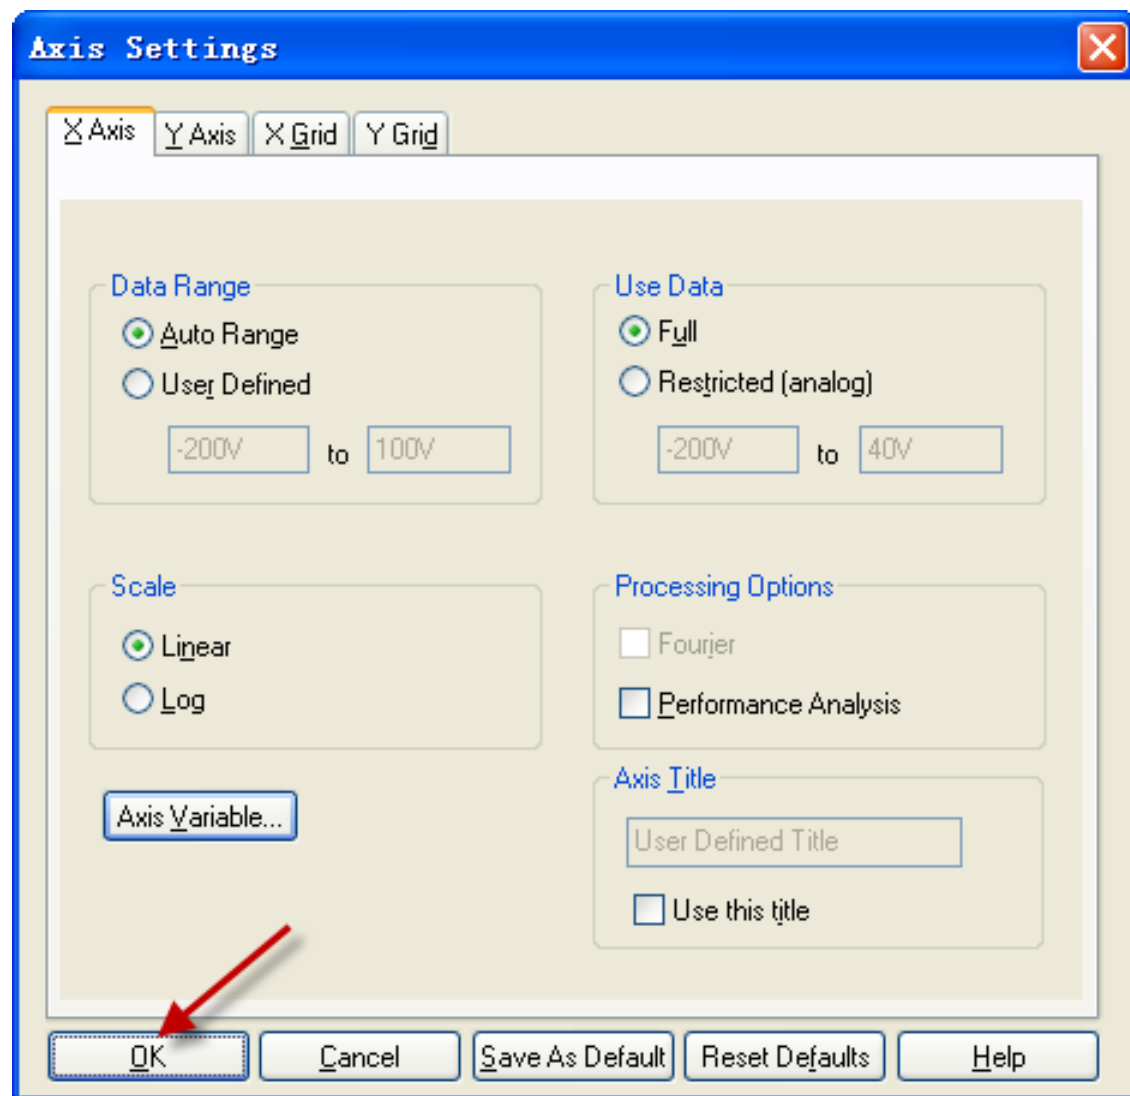 Axis Settings
X Axis
Y Axis
X Grid
Y Grid
Data Range
Auto Range
User Defined
-200V to 100V
Use Data
Full
Restricted (analog)
-200V to 40V
Scale
Linear
Log
Processing Options
Fourier
Performance Analysis
Axis Variable...
Axis Title
User Defined Title
Use this title
OK
Cancel
Save As Default
Reset Defaults
Help